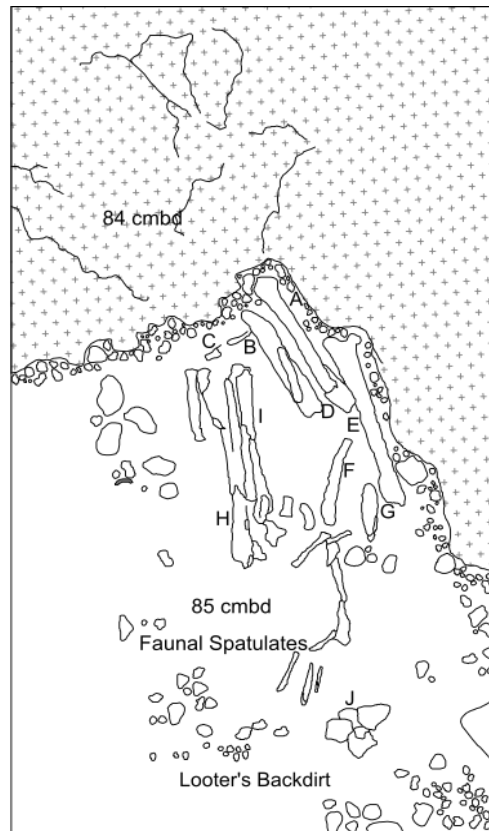 84 cmbd
A
C
B
D
I
E
F
H
G
85 cmbd
Faunal Spatulates
J
Looter's Backdirt